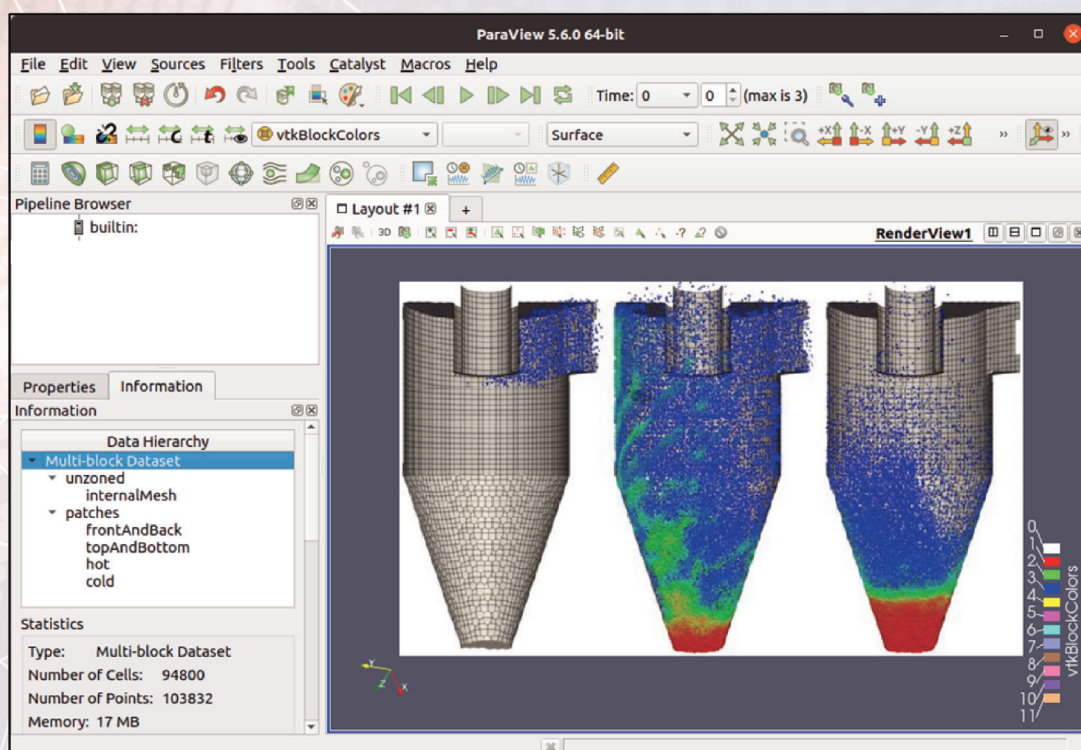 ParaView 5.6.0 64-bit
File Edit View Sources Filters Tools Catalyst Macros Help
Time: 0 0 (max is 3)
vtkBlockColors Surface +X -X +Y -Y +Z »  »
Pipeline Browser
builtin:
Layout #1 +
3D RenderView1
Properties Information
Information
Data Hierarchy
Multi-block Dataset
unzoned
internalMesh
patches
frontAndBack
topAndBottom
hot
cold
Statistics
Type: Multi-block Dataset
Number of Cells: 94800
Number of Points: 103832
Memory: 17 MB
Y
Z
X
0
1
2
3
4
5
6
7
8
9
10
11
vtkBlockColors